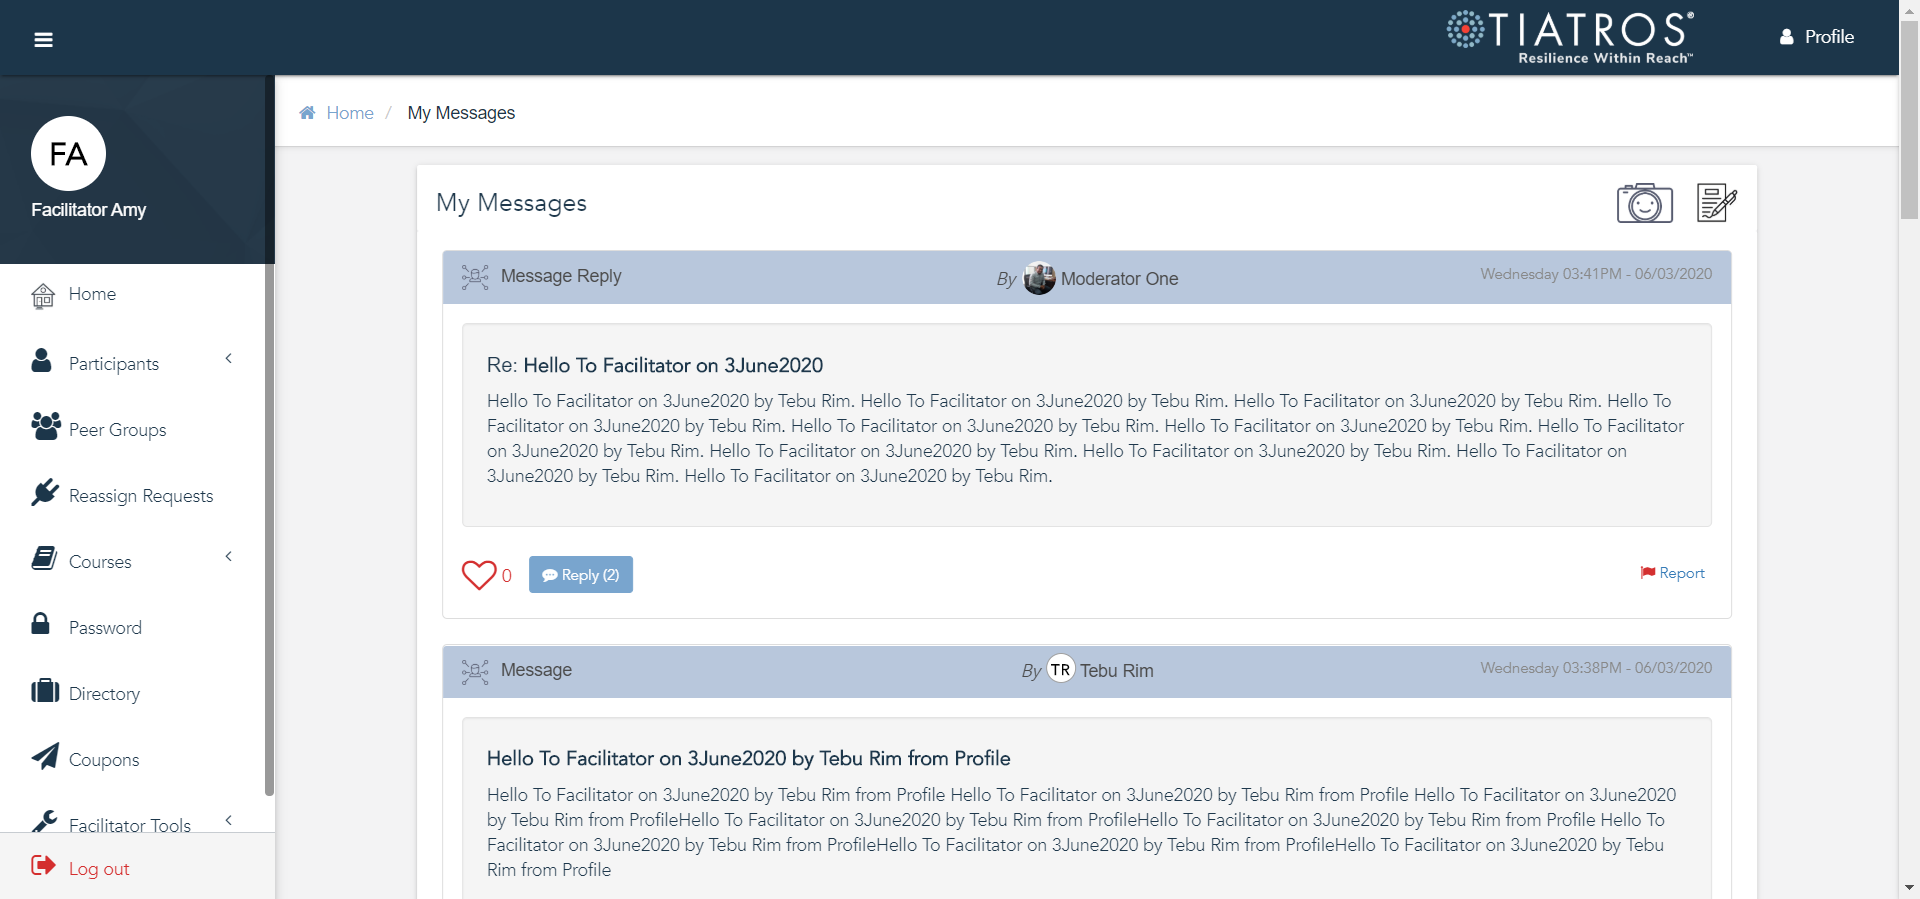 TIATROS®
Resilience Within Reach™
Profile
FA
Facilitator Amy
Home
Participants
Peer Groups
Reassign Requests
Courses
Password
Directory
Coupons
Facilitator Tools
Log out
Home / My Messages
My Messages
Message Reply
By Moderator One
Wednesday 03:41PM - 06/03/2020
Re: Hello To Facilitator on 3June2020
Hello To Facilitator on 3June2020 by Tebu Rim. Hello To Facilitator on 3June2020 by Tebu Rim. Hello To Facilitator on 3June2020 by Tebu Rim. Hello To
Facilitator on 3June2020 by Tebu Rim. Hello To Facilitator on 3June2020 by Tebu Rim. Hello To Facilitator on 3June2020 by Tebu Rim. Hello To Facilitator
on 3June2020 by Tebu Rim. Hello To Facilitator on 3June2020 by Tebu Rim. Hello To Facilitator on 3June2020 by Tebu Rim. Hello To Facilitator on
3June2020 by Tebu Rim. Hello To Facilitator on 3June2020 by Tebu Rim.
0
Reply (2)
Report
Message
By TR Tebu Rim
Wednesday 03:38PM - 06/03/2020
Hello To Facilitator on 3June2020 by Tebu Rim from Profile
Hello To Facilitator on 3June2020 by Tebu Rim from Profile Hello To Facilitator on 3June2020 by Tebu Rim from Profile Hello To Facilitator on 3June2020
by Tebu Rim from ProfileHello To Facilitator on 3June2020 by Tebu Rim from ProfileHello To Facilitator on 3June2020 by Tebu Rim from Profile Hello To
Facilitator on 3June2020 by Tebu Rim from ProfileHello To Facilitator on 3June2020 by Tebu Rim from ProfileHello To Facilitator on 3June2020 by Tebu
Rim from Profile